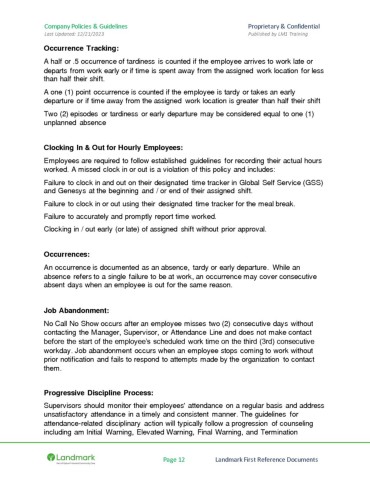 Company Policies & Guidelines Proprietary & Confidential
Last Updated: 12/21/2023 Published by LM1 Training
Occurrence Tracking:
A half or .5 occurrence of tardiness is counted if the employee arrives to work late or
departs from work early or if time is spent away from the assigned work location for less
than half their shift.
A one (1) point occurrence is counted if the employee is tardy or takes an early
departure or if time away from the assigned work location is greater than half their shift
Two (2) episodes or tardiness or early departure may be considered equal to one (1)
unplanned absence
Clocking In & Out for Hourly Employees:
Employees are required to follow established guidelines for recording their actual hours
worked. A missed clock in or out is a violation of this policy and includes:
Failure to clock in and out on their designated time tracker in Global Self Service (GSS)
and Genesys at the beginning and / or end of their assigned shift.
Failure to clock in or out using their designated time tracker for the meal break.
Failure to accurately and promptly report time worked.
Clocking in / out early (or late) of assigned shift without prior approval.
Occurrences:
An occurrence is documented as an absence, tardy or early departure. While an
absence refers to a single failure to be at work, an occurrence may cover consecutive
absent days when an employee is out for the same reason.
Job Abandonment:
No Call No Show occurs after an employee misses two (2) consecutive days without
contacting the Manager, Supervisor, or Attendance Line and does not make contact
before the start of the employee's scheduled work time on the third (3rd) consecutive
workday. Job abandonment occurs when an employee stops coming to work without
prior notification and fails to respond to attempts made by the organization to contact
them.
Progressive Discipline Process:
Supervisors should monitor their employees' attendance on a regular basis and address
unsatisfactory attendance in a timely and consistent manner. The guidelines for
attendance-related disciplinary action will typically follow a progression of counseling
including am Initial Warning, Elevated Warning, Final Warning, and Termination
Landmark Page 12 Landmark First Reference Documents